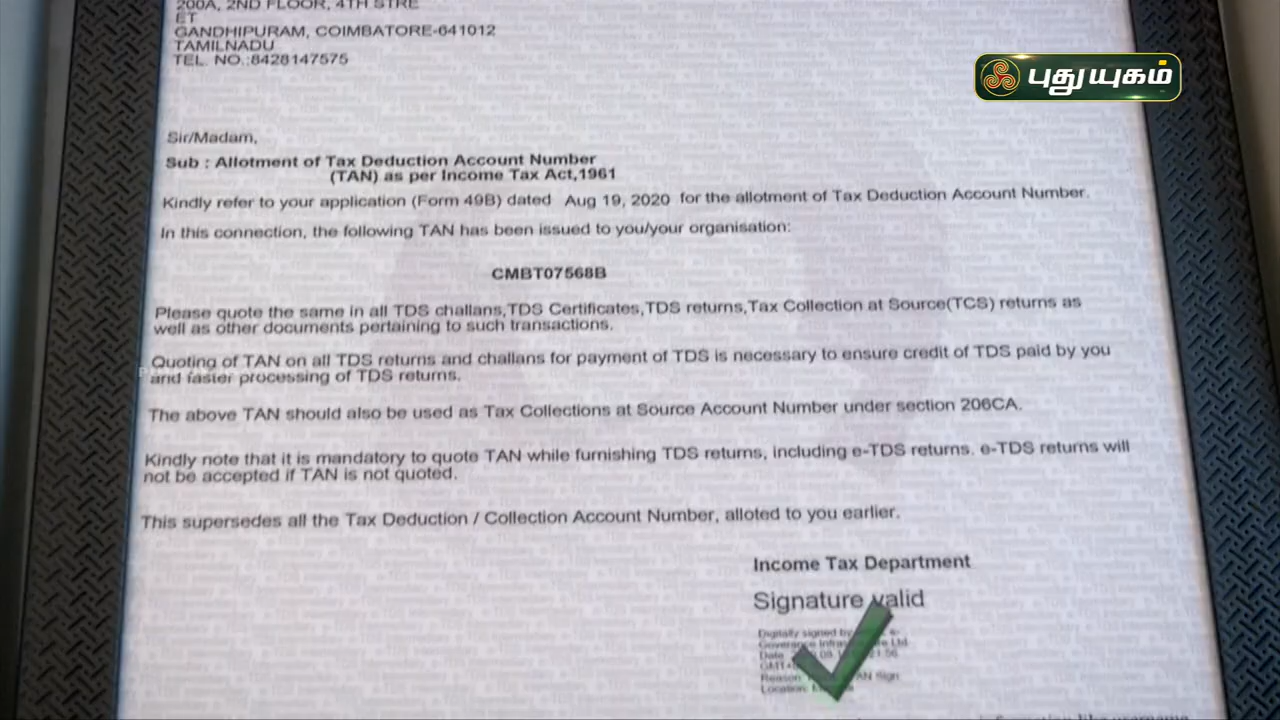 200A, 2ND FLOOR, 4TH STRE
ET
GANDHIPURAM, COIMBATORE-641012
TAMILNADU
TEL. NO.:8428147575
புதுயுகம்
Sir/Madam,
Sub : Allotment of Tax Deduction Account Number
(TAN) as per Income Tax Act,1961
Kindly refer to your application (Form 49B) dated Aug 19, 2020 for the allotment of Tax Deduction Account Number.
In this connection, the following TAN has been issued to you/your organisation:
CMBT07568B
Please quote the same in all TDS challans,TDS Certificates,TDS returns,Tax Collection at Source(TCS) returns as
well as other documents pertaining to such transactions.
Quoting of TAN on all TDS returns and challans for payment of TDS is necessary to ensure credit of TDS paid by you
and faster processing of TDS returns.
The above TAN should also be used as Tax Collections at Source Account Number under section 206CA.
Kindly note that it is mandatory to quote TAN while furnishing TDS returns, including e-TDS returns. e-TDS returns will
not be accepted if TAN is not quoted.
This supersedes all the Tax Deduction / Collection Account Number, alloted to you earlier.
Income Tax Department
Signature valid
Digitally signed by
Date
Reason
Sign
Location: